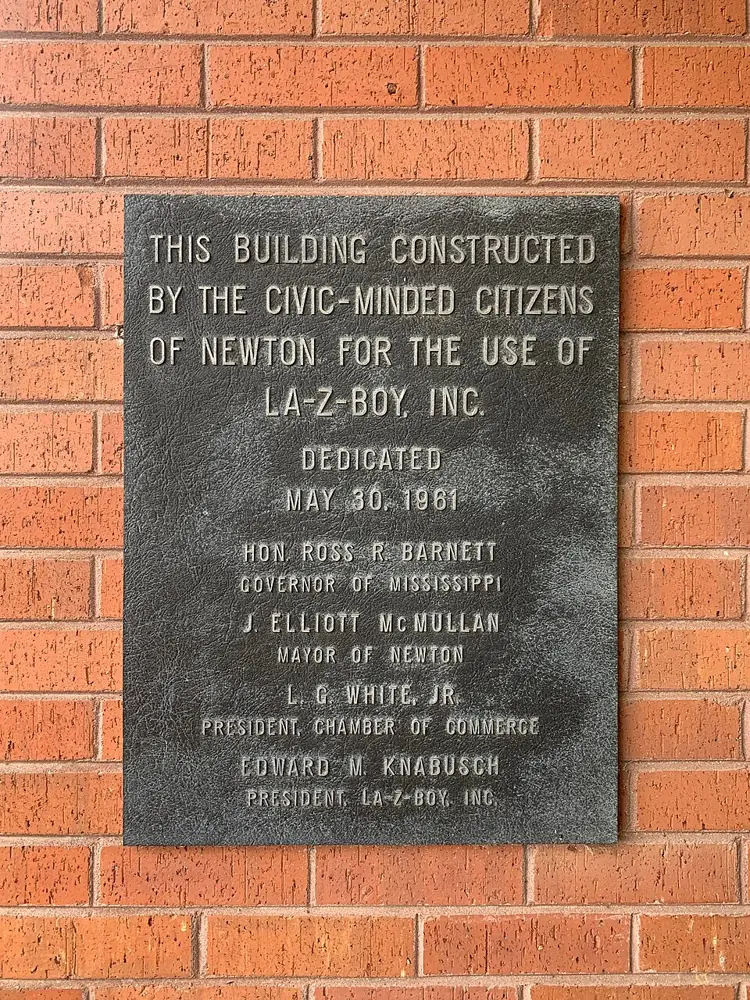 THIS BUILDING CONSTRUCTED
BY THE CIVIC-MINDED CITIZENS
OF NEWTON FOR THE USE OF
LA-Z-BOY, INC.
DEDICATED
MAY 30, 1961
HON ROSS R. BARNETT
GOVERNOR OF MISSISSIPPI
J. ELLIOTT McMULLAN
MAYOR OF NEWTON
L. G. WHITE, JR.
PRESIDENT, CHAMBER OF COMMERCE
EDWARD M. KNABUSCH
PRESIDENT, LA-Z-BOY, INC.